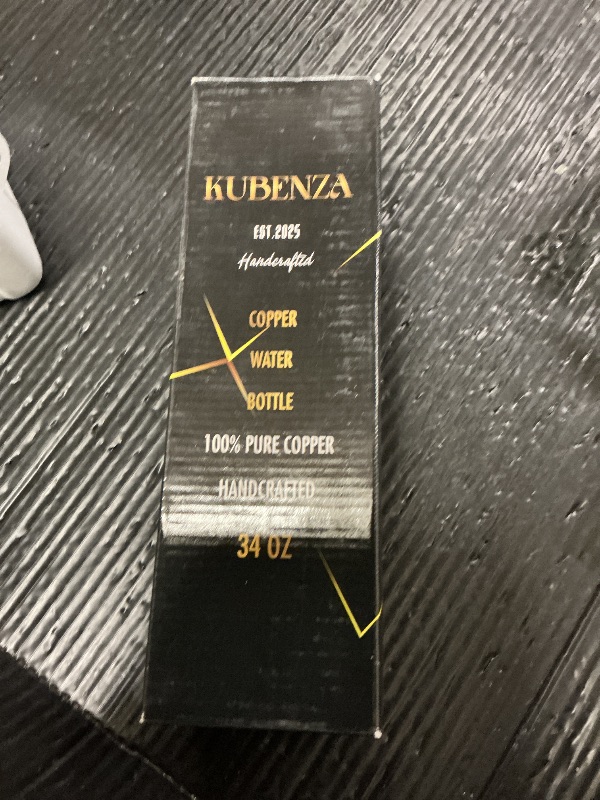 KUBENZA
EST.2025
Handcrafted
COPPER
WATER
BOTTLE
100% PURE COPPER
HANDCRAFTED
34 OZ